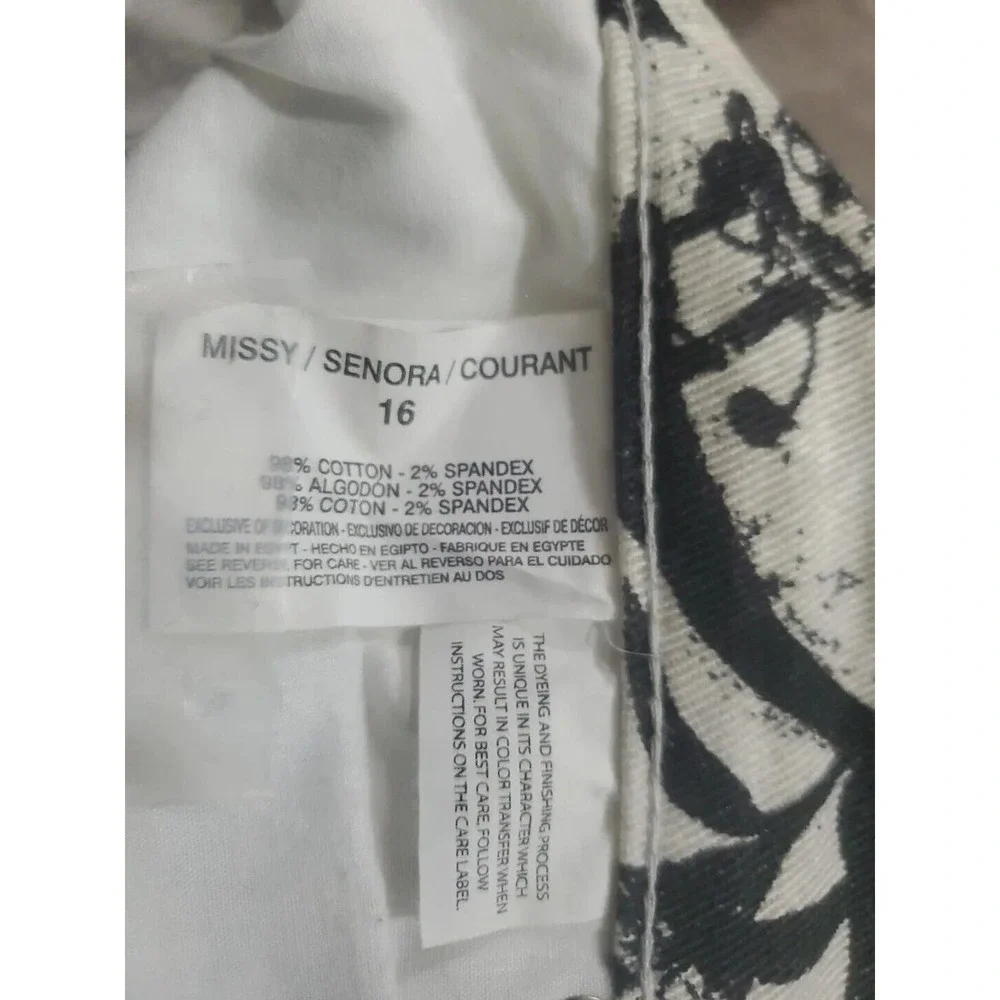 MISSY / SENORA / COURANT
16
98% COTTON - 2% SPANDEX
98% ALGODÓN - 2% SPANDEX
98% COTON - 2% SPANDEX
EXCLUSIVE OF DECORATION - EXCLUSIVO DE DECORACION - EXCLUSIF DE DÉCOR
MADE IN EGYPT - HECHO EN EGIPTO - FABRIQUE EN EGYPTE
SEE REVERSE FOR CARE - VER AL REVERSO PARA EL CUIDADO
VOIR LES INSTRUCTIONS D'ENTRETIEN AU DOS
THE DYEING AND FINISHING PROCESS
IS UNIQUE IN ITS CHARACTER WHICH
MAY RESULT IN COLOR TRANSFER WHEN
WORN. FOR BEST CARE, FOLLOW
INSTRUCTIONS ON THE CARE LABEL.